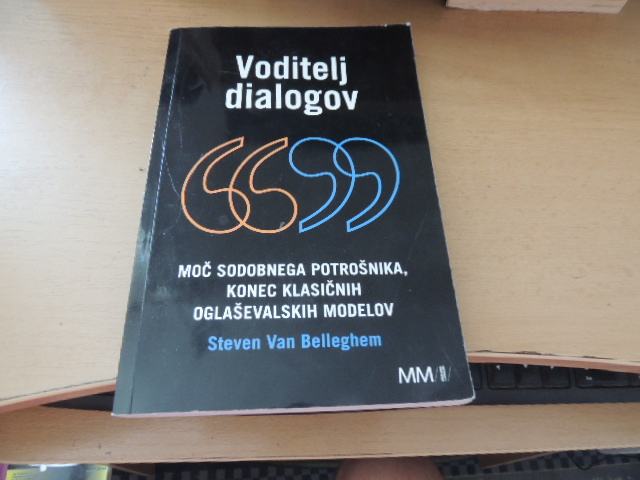 Voditelj
dialogov
MOČ SODOBNEGA POTROŠNIKA,
KONEC KLASIČNIH
OGLAŠEVALSKIH MODELOV
Steven Van Belleghem
MM